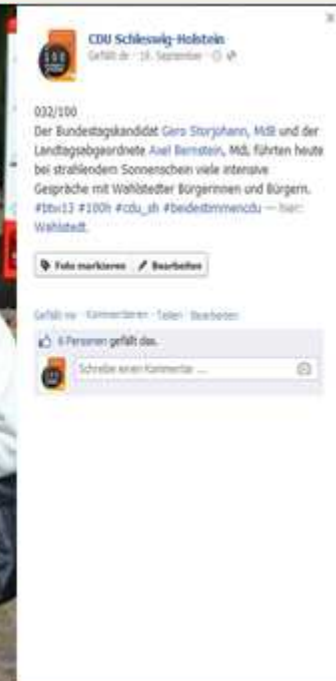 CDU Schleswig-Holstein
Gefällt dir · 19. September
032/100
Der Bundestagskandidat Gero Storjohann, MdB und der
Landtagsabgeordnete Axel Bernstein, MdL führten heute
bei strahlendem Sonnenschein viele intensive
Gespräche mit Wahlstedter Bürgerinnen und Bürgern.
#btw13 #100h #cdu_sh #beidestimmencdu — hier:
Wahlstedt.
Foto markieren Bearbeiten
Gefällt mir · Kommentieren · Teilen · Bearbeiten
6 Personen gefällt das.
Schreibe einen Kommentar ...